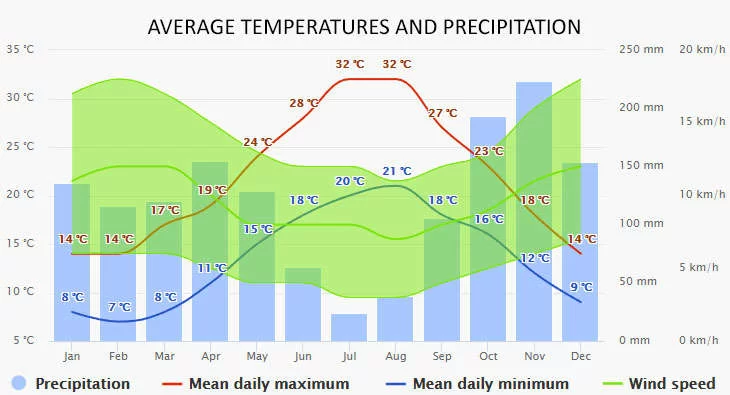 AVERAGE TEMPERATURES AND PRECIPITATION
35 °C 250 mm 20 km/h
32 °C 32 °C
30 °C 28 °C 27 °C 200 mm 15 km/h
25 °C 24 °C 23 °C 150 mm
20 °C 19 °C 18 °C 20 °C 21 °C 18 °C 18 °C 10 km/h
17 °C 16 °C 100 mm
15 °C 14 °C 14 °C 15 °C 14 °C
11 °C 12 °C 50 mm 5 km/h
10 °C 8 °C 7 °C 8 °C 9 °C
5 °C 0 mm 0 km/h
Jan Feb Mar Apr May Jun Jul Aug Sep Oct Nov Dec
Precipitation Mean daily maximum Mean daily minimum Wind speed